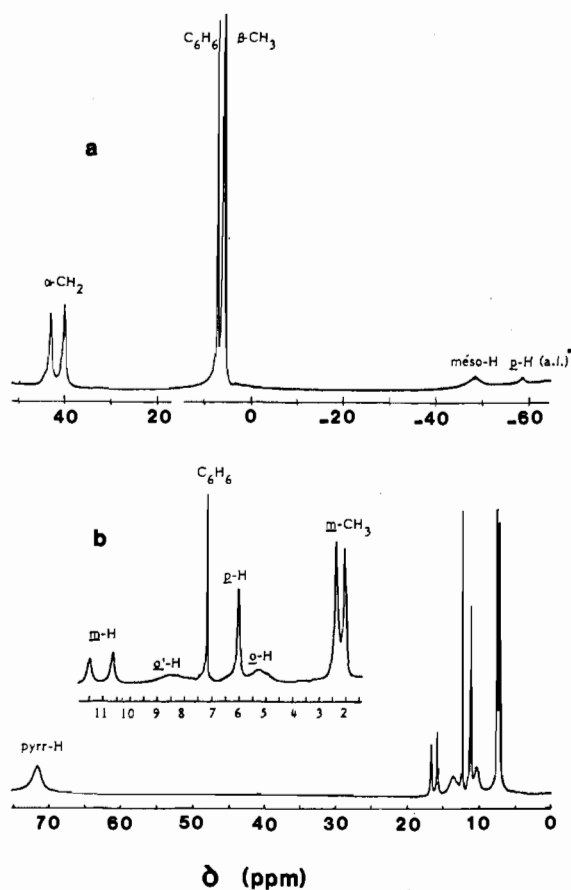 C6H6 β-CH3
a
α-CH2
méso-H p-H (a.l.)*
40 20 0 -20 -40 -60
C6H6
b
m-CH3
p-H
m-H
o'-H
o-H
11 10 9 8 7 6 5 4 3 2
pyrr-H
70 50 40 30 20 10 0
δ (ppm)